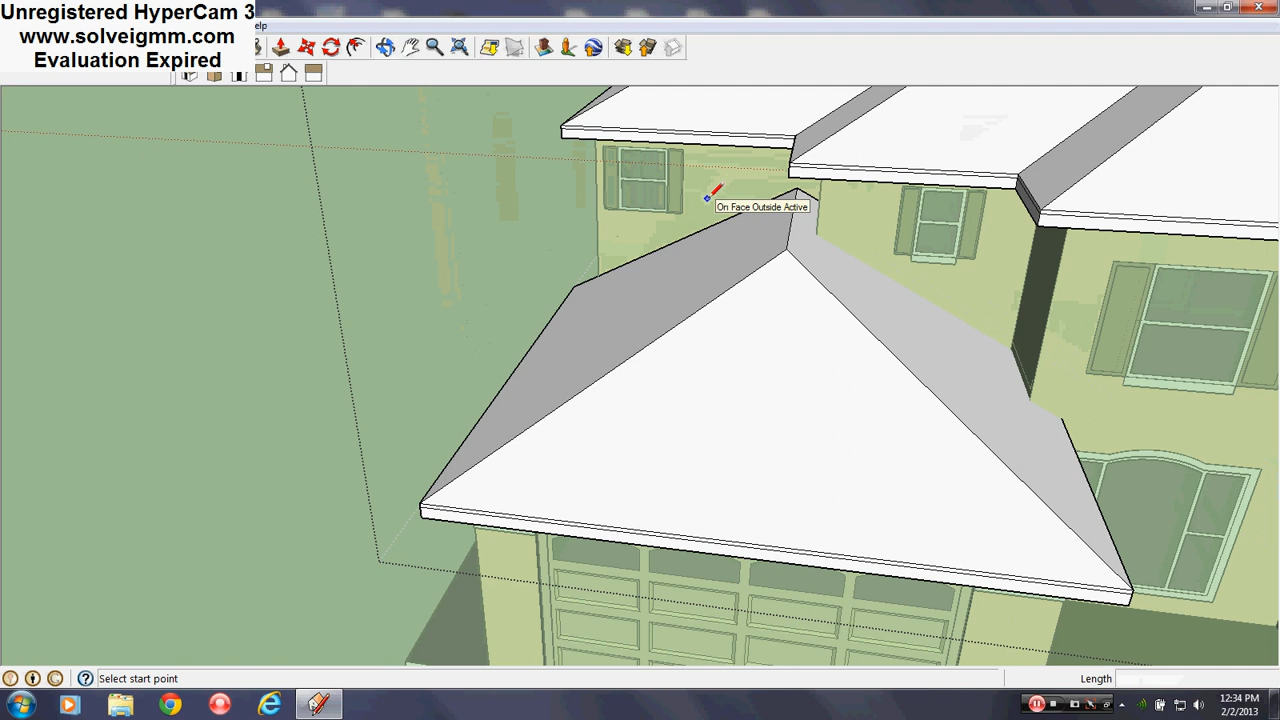 Unregistered HyperCam 3
www.solveigmm.com
Evaluation Expired
elp
On Face Outside Active
Select start point
Length
12:34 PM
2/2/2013